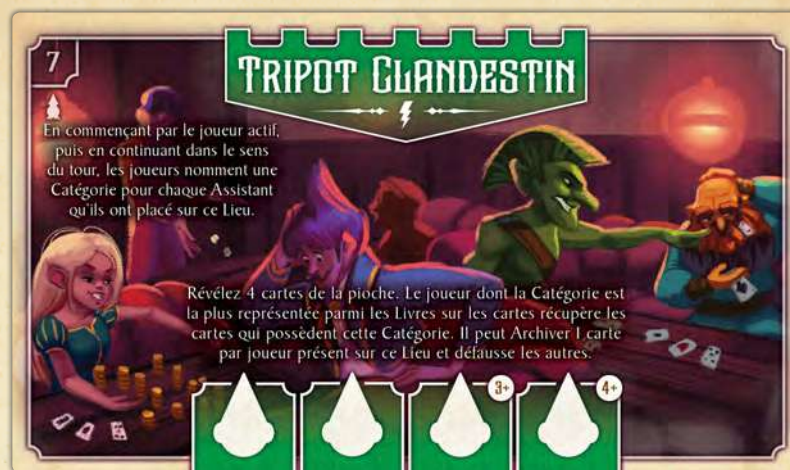 7
TRIPOT CLANDESTIN
En commençant par le joueur actif,
puis en continuant dans le sens
du tour, les joueurs nomment une
Catégorie pour chaque Assistant
qu'ils ont placé sur ce Lieu.
Révélez 4 cartes de la pioche. Le joueur dont la Catégorie est
la plus représentée parmi les Livres sur les cartes récupère les
cartes qui possèdent cette Catégorie. Il peut Archiver 1 carte
par joueur présent sur ce Lieu et défausse les autres.
3+
4+